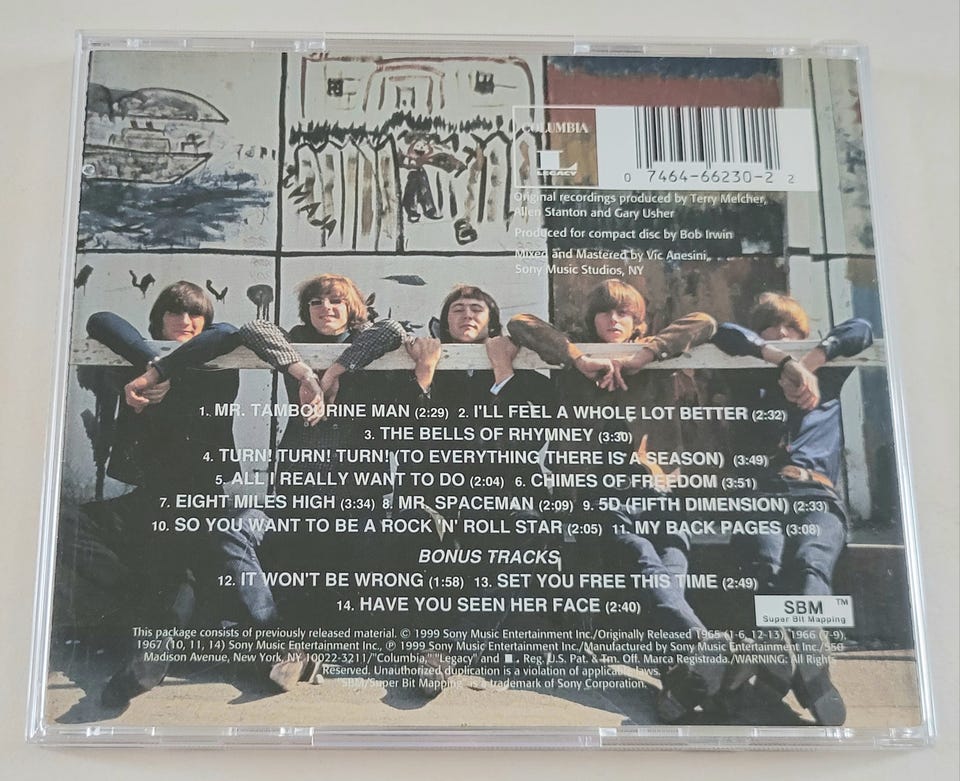 COLUMBIA
L
LEGACY
0 7464-66230-2 2
Original recordings produced by Terry Melcher,
Allen Stanton and Gary Usher
Produced for compact disc by Bob Irwin
Mixed and Mastered by Vic Anesini,
Sony Music Studios, NY
1. MR. TAMBOURINE MAN (2:29) 2. I'LL FEEL A WHOLE LOT BETTER (2:32)
3. THE BELLS OF RHYMNEY (3:30)
4. TURN! TURN! TURN! (TO EVERYTHING THERE IS A SEASON) (3:49)
5. ALL I REALLY WANT TO DO (2:04) 6. CHIMES OF FREEDOM (3:51)
7. EIGHT MILES HIGH (3:34) 8. MR. SPACEMAN (2:09) 9. 5D (FIFTH DIMENSION) (2:33)
10. SO YOU WANT TO BE A ROCK 'N' ROLL STAR (2:05) 11. MY BACK PAGES (3:08)
BONUS TRACKS
12. IT WON'T BE WRONG (1:58) 13. SET YOU FREE THIS TIME (2:49)
14. HAVE YOU SEEN HER FACE (2:40)
SBM™
Super Bit Mapping
This package consists of previously released material. © 1999 Sony Music Entertainment Inc./Originally Released 1965 (1-6, 12-13), 1966 (7-9),
1967 (10, 11, 14) Sony Music Entertainment Inc., ℗ 1999 Sony Music Entertainment Inc./Manufactured by Sony Music Entertainment Inc./550
Madison Avenue, New York, NY 10022-3211/"Columbia," "Legacy" and , Reg. U.S. Pat. & Tm. Off. Marca Registrada./WARNING: All Rights
Reserved. Unauthorized duplication is a violation of applicable laws.
"SBM/Super Bit Mapping" is a trademark of Sony Corporation.